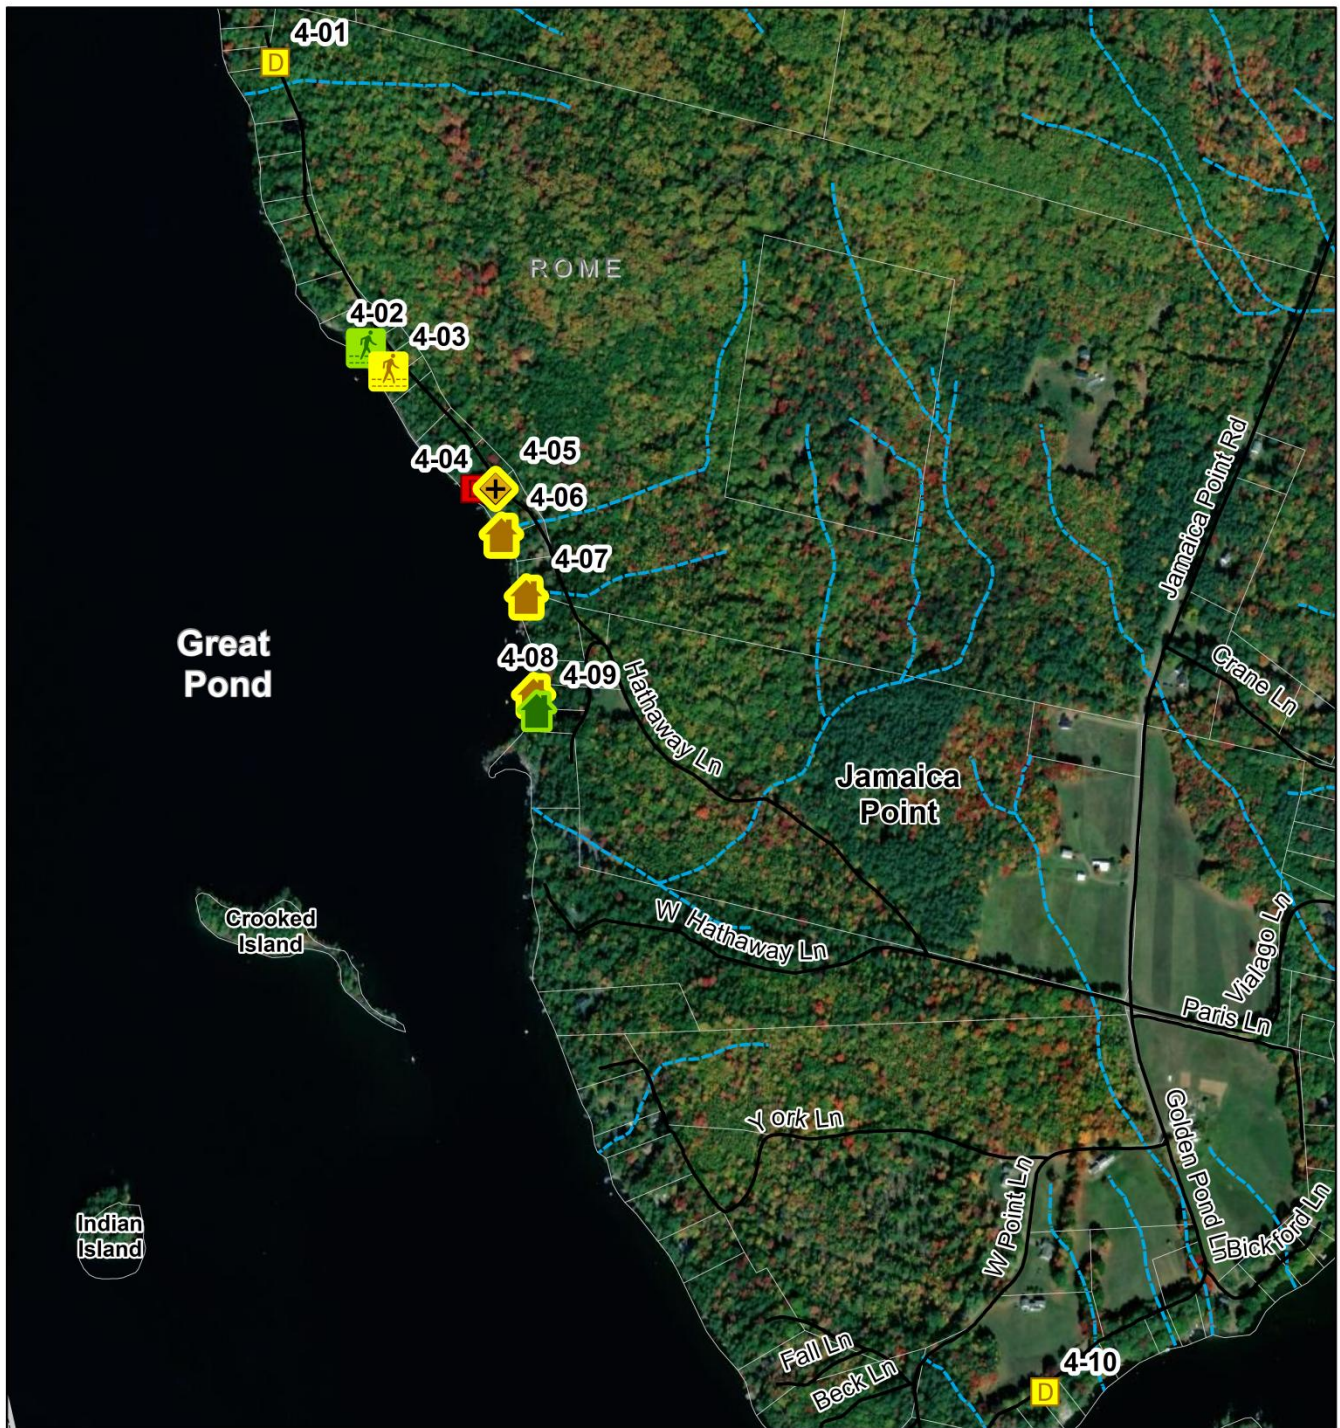 4-01
D
ROME
4-02
4-03
4-05
4-04
4-06
4-07
Great
Pond
4-08
4-09
Jamaica Point Rd
Crane Ln
Hathaway Ln
Jamaica
Point
Crooked
Island
W Hathaway Ln
Vialago Ln
Paris Ln
York Ln
Golden Pond Ln
W Point Ln
Bickford Ln
Indian
Island
Fall Ln
Beck Ln
4-10
D